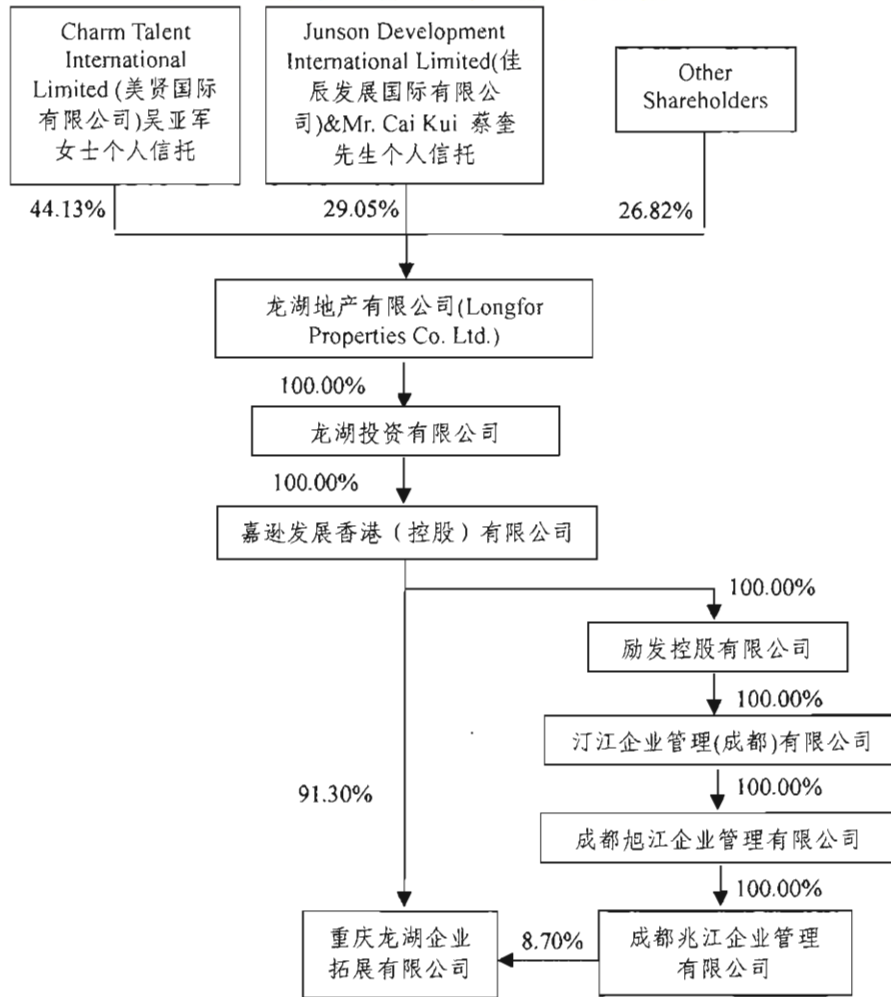 Charm Talent
International
Limited (美贤国际
有限公司)吴亚军
女士个人信托
Junson Development
International Limited(佳
辰发展国际有限公
司)&Mr. Cai Kui 蔡奎
先生个人信托
Other
Shareholders
44.13%
29.05%
26.82%
龙湖地产有限公司(Longfor
Properties Co. Ltd.)
100.00%
龙湖投资有限公司
100.00%
嘉逊发展香港（控股）有限公司
100.00%
励发控股有限公司
100.00%
汀江企业管理(成都)有限公司
91.30%
100.00%
成都旭江企业管理有限公司
100.00%
重庆龙湖企业
拓展有限公司
8.70%
成都兆江企业管理
有限公司